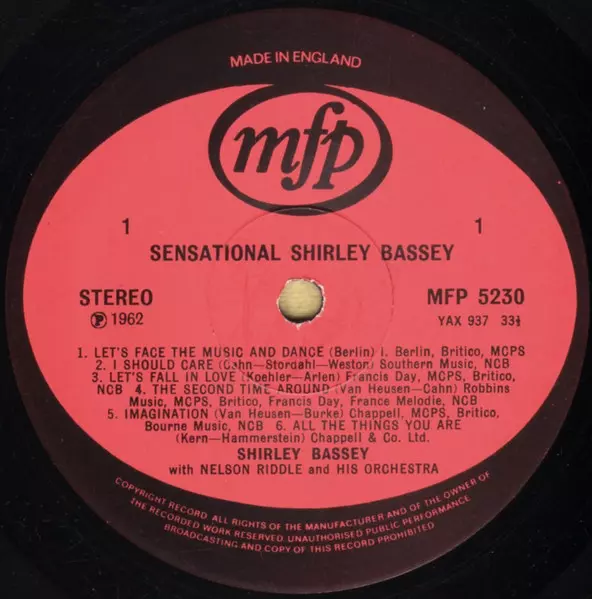 MADE IN ENGLAND
mfp
1 1
SENSATIONAL SHIRLEY BASSEY
STEREO MFP 5230
Ⓟ 1962 YAX 937 33⅓
1. LET'S FACE THE MUSIC AND DANCE (Berlin) I. Berlin, Britico, MCPS
2. I SHOULD CARE (Cahn—Stordahl—Weston) Southern Music, NCB
3. LET'S FALL IN LOVE (Koehler—Arlen) Francis Day, MCPS, Britico,
NCB 4. THE SECOND TIME AROUND (Van Heusen—Cahn) Robbins
Music, MCPS, Britico, Francis Day, France Melodie, NCB
5. IMAGINATION (Van Heusen—Burke) Chappell, MCPS, Britico,
Bourne Music, NCB 6. ALL THE THINGS YOU ARE
(Kern—Hammerstein) Chappell & Co. Ltd.
SHIRLEY BASSEY
with NELSON RIDDLE and HIS ORCHESTRA
COPYRIGHT RECORD. ALL RIGHTS OF THE MANUFACTURER AND OF THE OWNER OF
THE RECORDED WORK RESERVED. UNAUTHORISED PUBLIC PERFORMANCE
BROADCASTING AND COPY OF THIS RECORD PROHIBITED